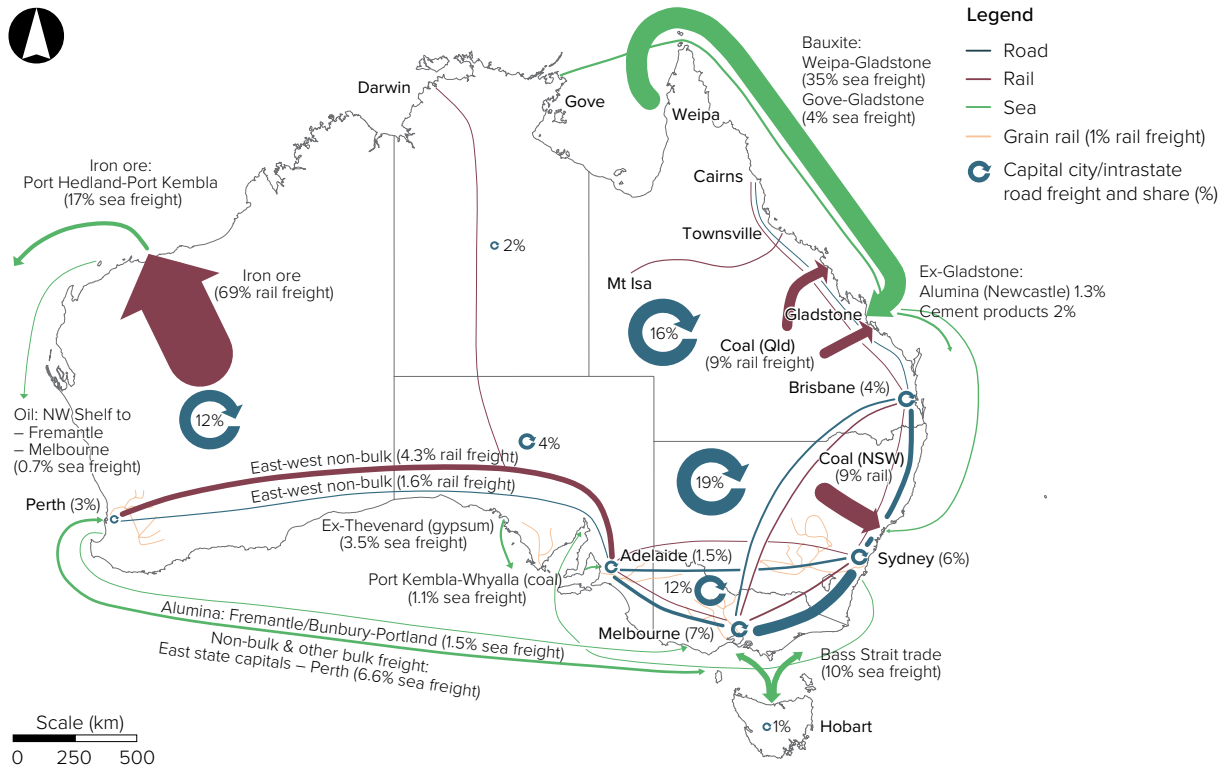 Legend
Road
Rail
Sea
Grain rail (1% rail freight)
Capital city/intrastate
road freight and share (%)
Bauxite:
Weipa-Gladstone
(35% sea freight)
Gove-Gladstone
(4% sea freight)
Darwin
Gove
Weipa
Iron ore:
Port Hedland-Port Kembla
(17% sea freight)
Cairns
Townsville
2%
Mt Isa
Iron ore
(69% rail freight)
Ex-Gladstone:
Alumina (Newcastle) 1.3%
Cement products 2%
Gladstone
16%
Coal (Qld)
(9% rail freight)
Brisbane (4%)
12%
Oil: NW Shelf to
– Fremantle
– Melbourne
(0.7% sea freight)
4%
East-west non-bulk (4.3% rail freight)
East-west non-bulk (1.6% rail freight)
Coal (NSW)
(9% rail)
19%
Perth (3%)
Ex-Thevenard (gypsum)
(3.5% sea freight)
Adelaide (1.5%)
Sydney (6%)
Port Kembla-Whyalla (coal)
(1.1% sea freight)
12%
Alumina: Fremantle/Bunbury-Portland (1.5% sea freight)
Melbourne (7%)
Non-bulk & other bulk freight:
East state capitals – Perth (6.6% sea freight)
Bass Strait trade
(10% sea freight)
1%
Hobart
Scale (km)
0 250 500